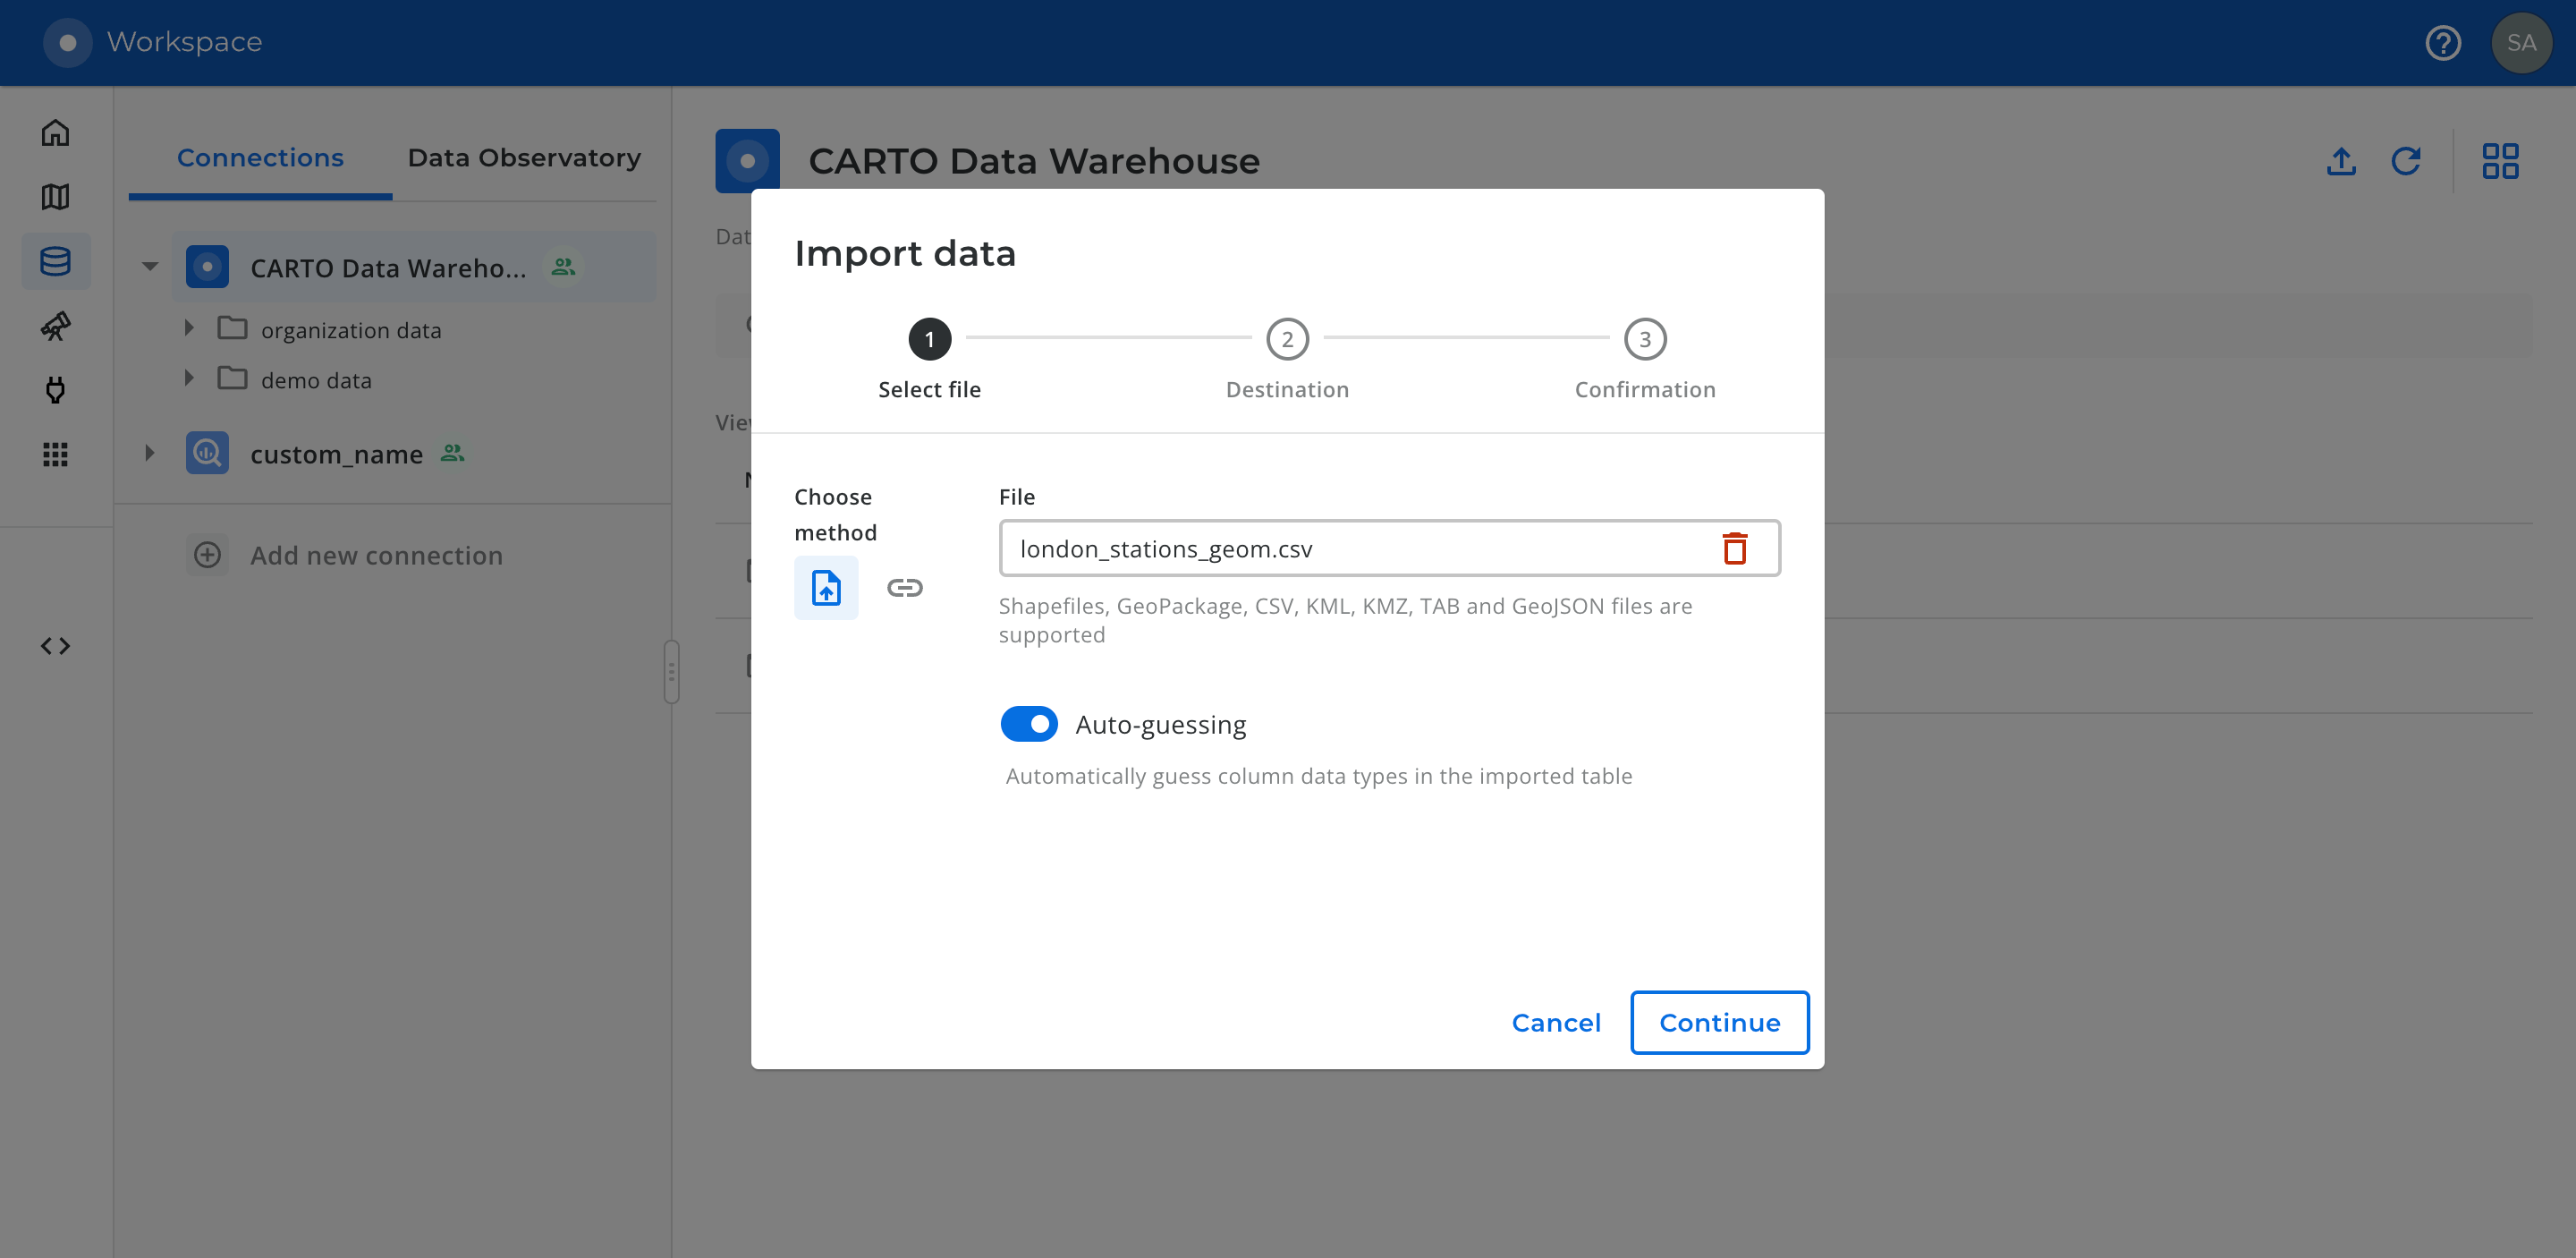 Workspace
SA
Connections
Data Observatory
CARTO Data Wareho...
organization data
demo data
custom_name
Add new connection
CARTO Data Warehouse
Import data
1
2
3
Select file
Destination
Confirmation
Choose
method
File
london_stations_geom.csv
Shapefiles, GeoPackage, CSV, KML, KMZ, TAB and GeoJSON files are
supported
Auto-guessing
Automatically guess column data types in the imported table
Cancel
Continue